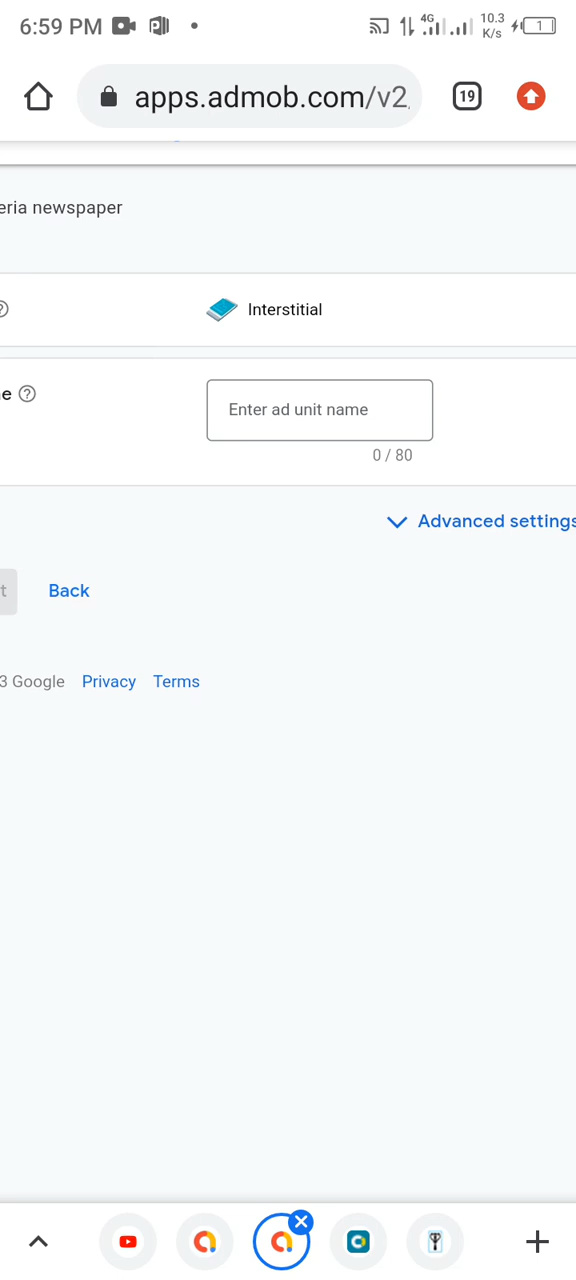 6:59 PM
4G
10.3
K/s
1
apps.admob.com/v2
19
eria newspaper
Interstitial
e
Enter ad unit name
0 / 80
Advanced settings
t
Back
3 Google Privacy Terms